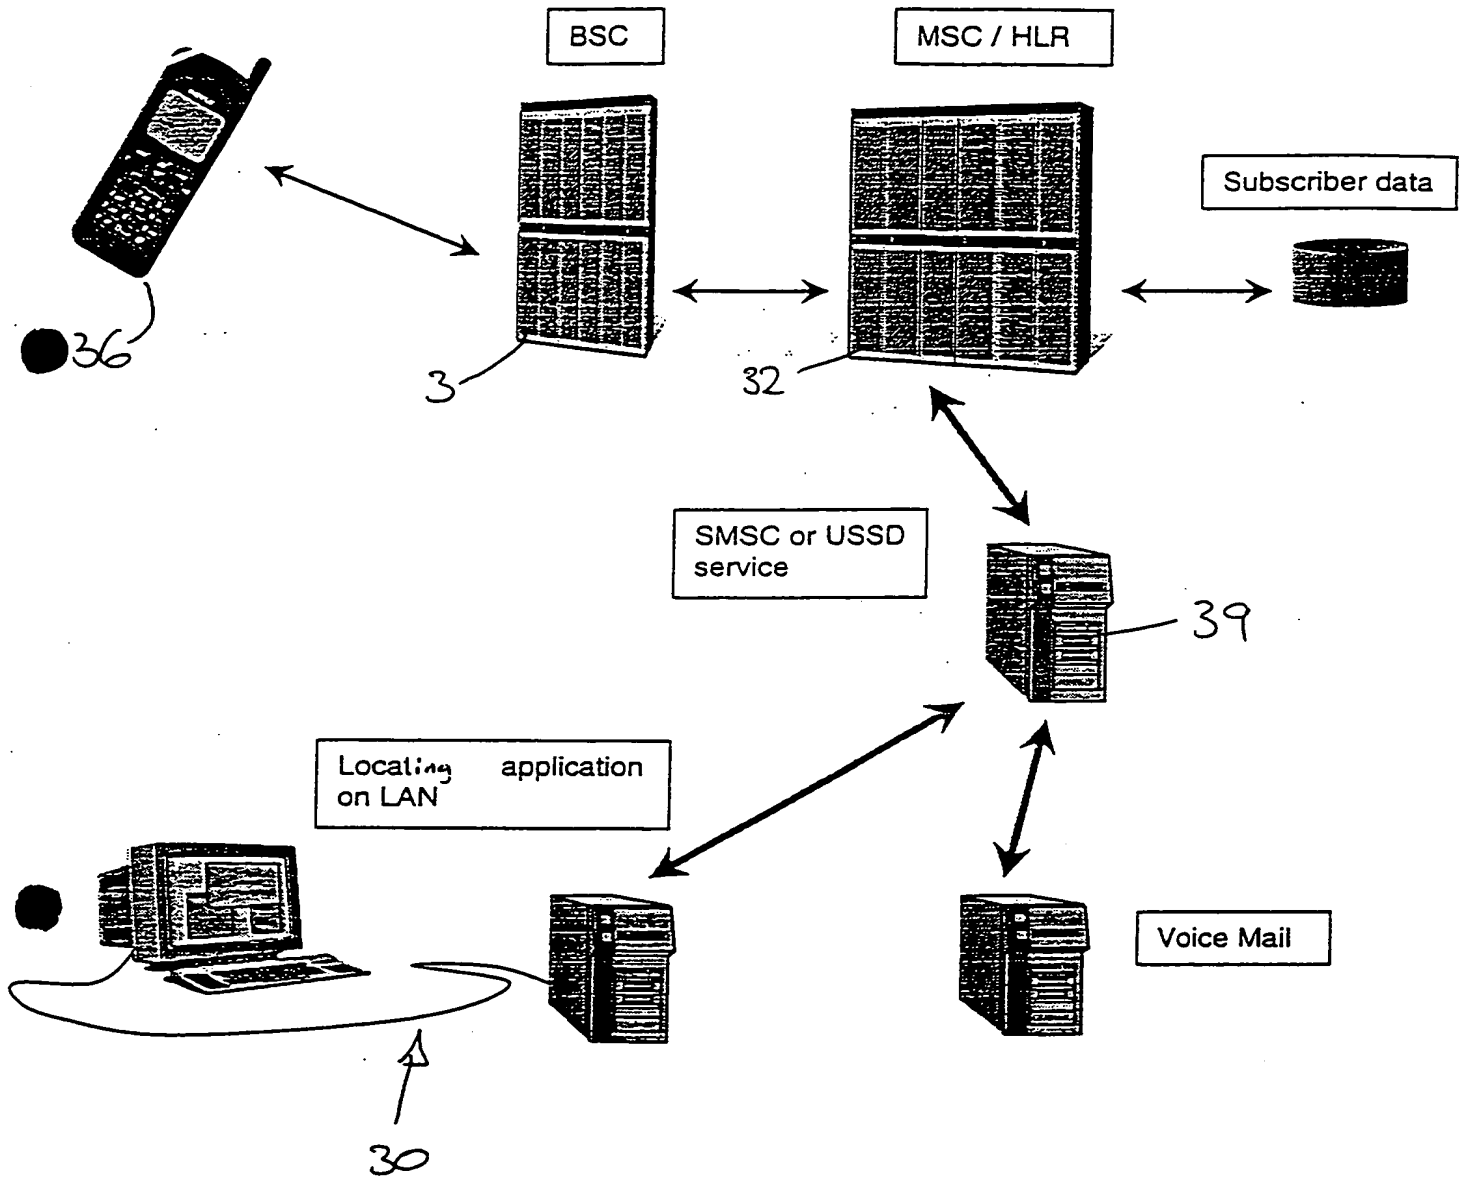 BSC
MSC / HLR
Subscriber data
36
3
32
SMSC or USSD
service
39
Locating application
on LAN
Voice Mail
30